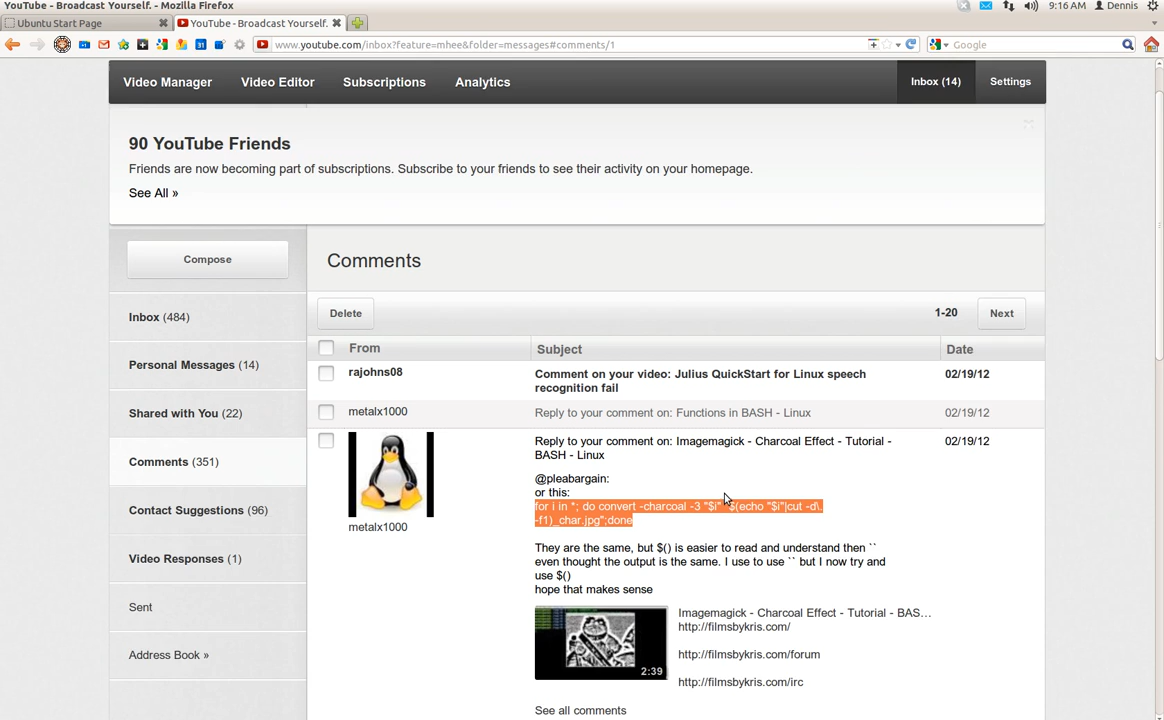 YouTube - Broadcast Yourself. - Mozilla Firefox
9:16 AM Dennis
Ubuntu Start Page
YouTube - Broadcast Yourself.
www.youtube.com/inbox?feature=mhee&folder=messages#comments/1
Google
Video Manager Video Editor Subscriptions Analytics Inbox (14) Settings
90 YouTube Friends
Friends are now becoming part of subscriptions. Subscribe to your friends to see their activity on your homepage.
See All »
Compose
Inbox (484)
Personal Messages (14)
Shared with You (22)
Comments (351)
Contact Suggestions (96)
Video Responses (1)
Sent
Address Book »
Comments
Delete 1-20 Next
From Subject Date
rajohns08 Comment on your video: Julius QuickStart for Linux speech 02/19/12
recognition fail
metalx1000 Reply to your comment on: Functions in BASH - Linux 02/19/12
Reply to your comment on: Imagemagick - Charcoal Effect - Tutorial - 02/19/12
BASH - Linux
metalx1000
@pleabargain:
or this:
for i in *; do convert -charcoal -3 "$i" "$(echo "$i"|cut -d\.
-f1)_char.jpg";done
They are the same, but $() is easier to read and understand then ``
even thought the output is the same. I use to use `` but I now try and
use $()
hope that makes sense
2:39
Imagemagick - Charcoal Effect - Tutorial - BAS...
http://filmsbykris.com/
http://filmsbykris.com/forum
http://filmsbykris.com/irc
See all comments